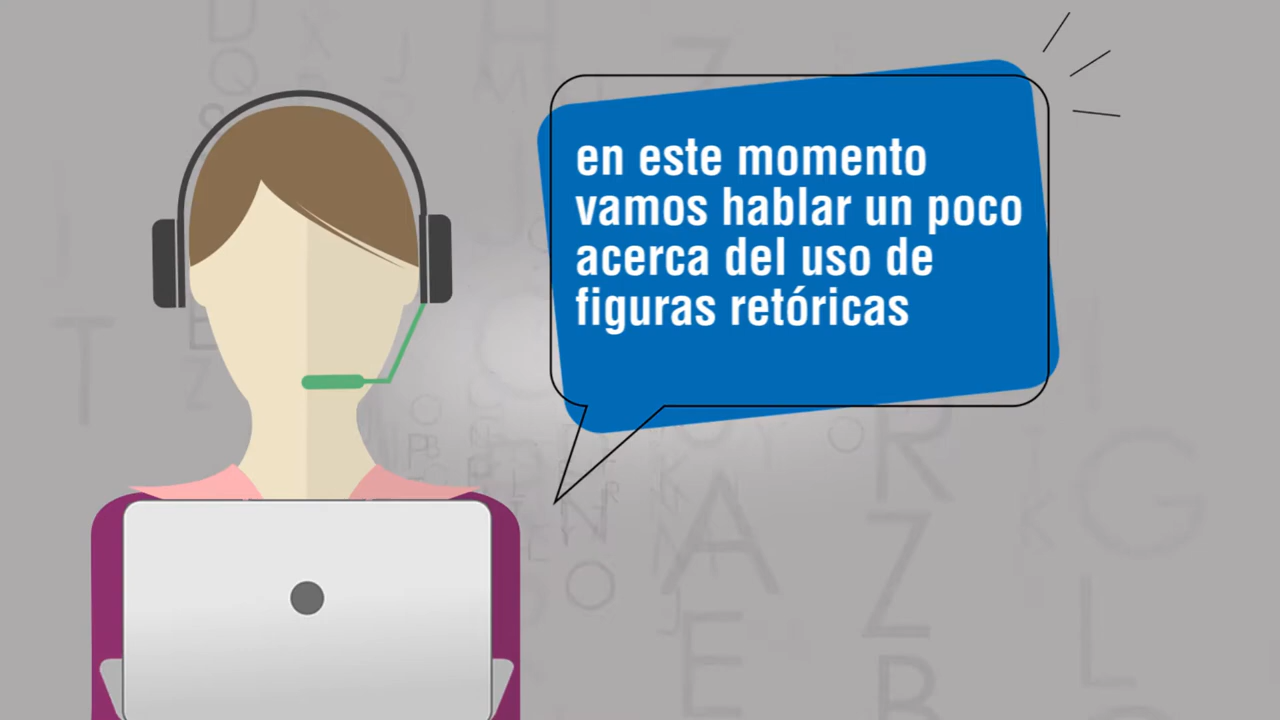 en este momento
vamos hablar un poco
acerca del uso de
figuras retóricas